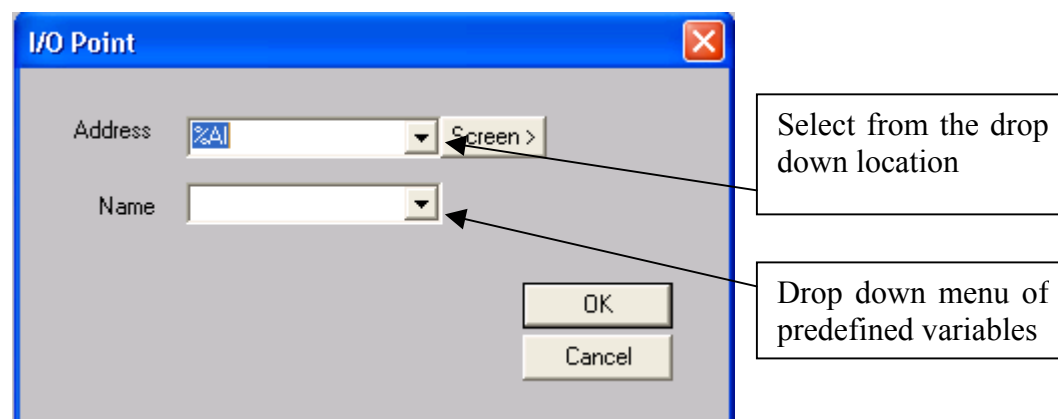 I/O Point
Address %AI Screen >
Name
Select from the drop
down location
Drop down menu of
predefined variables
OK
Cancel